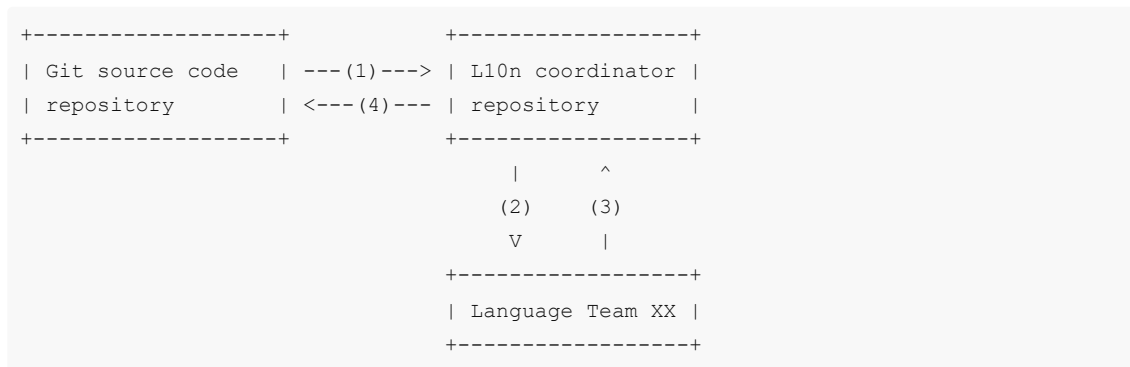 +-------------------+            +------------------+
| Git source code   | ---(1)---> | L10n coordinator |
| repository        | <---(4)--- | repository       |
+-------------------+            +------------------+
                                     |      ^
                                    (2)    (3)
                                     V      |
                                +------------------+
                                | Language Team XX |
                                +------------------+